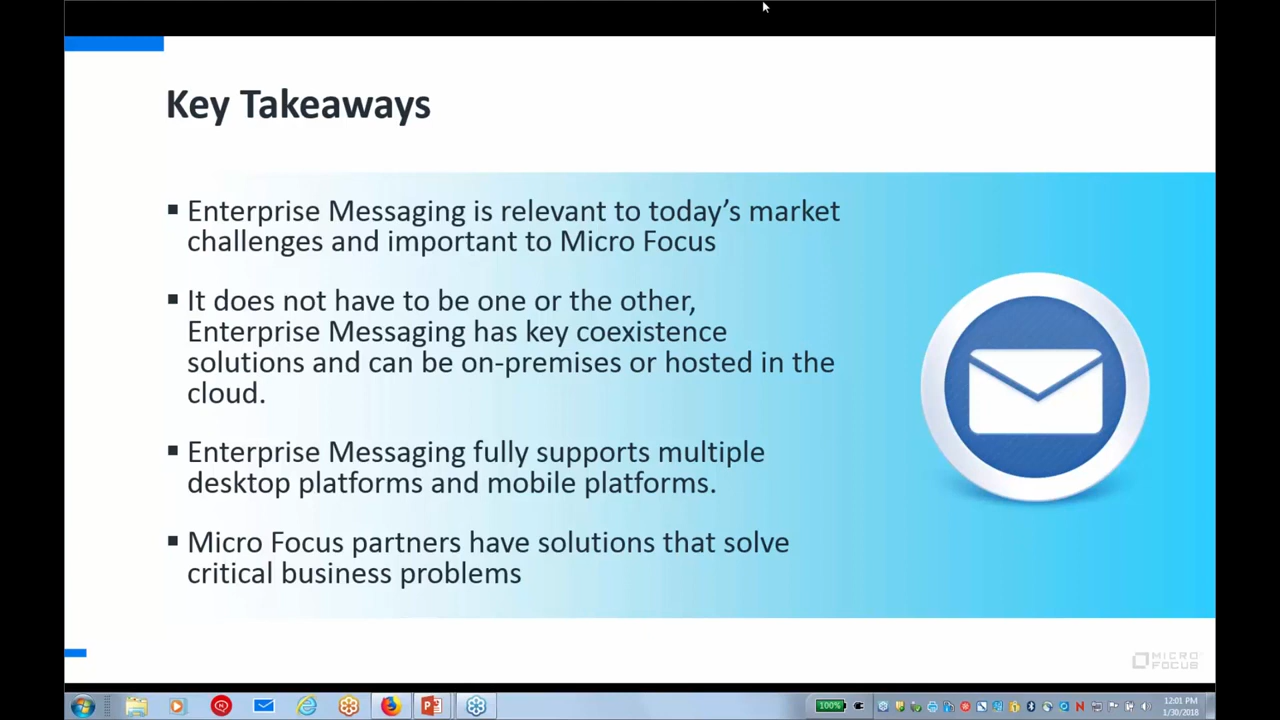 Key Takeaways
▪ Enterprise Messaging is relevant to today’s market
challenges and important to Micro Focus
▪ It does not have to be one or the other,
Enterprise Messaging has key coexistence
solutions and can be on-premises or hosted in the
cloud.
▪ Enterprise Messaging fully supports multiple
desktop platforms and mobile platforms.
▪ Micro Focus partners have solutions that solve
critical business problems
MICRO
FOCUS
100%
12:01 PM
1/30/2018